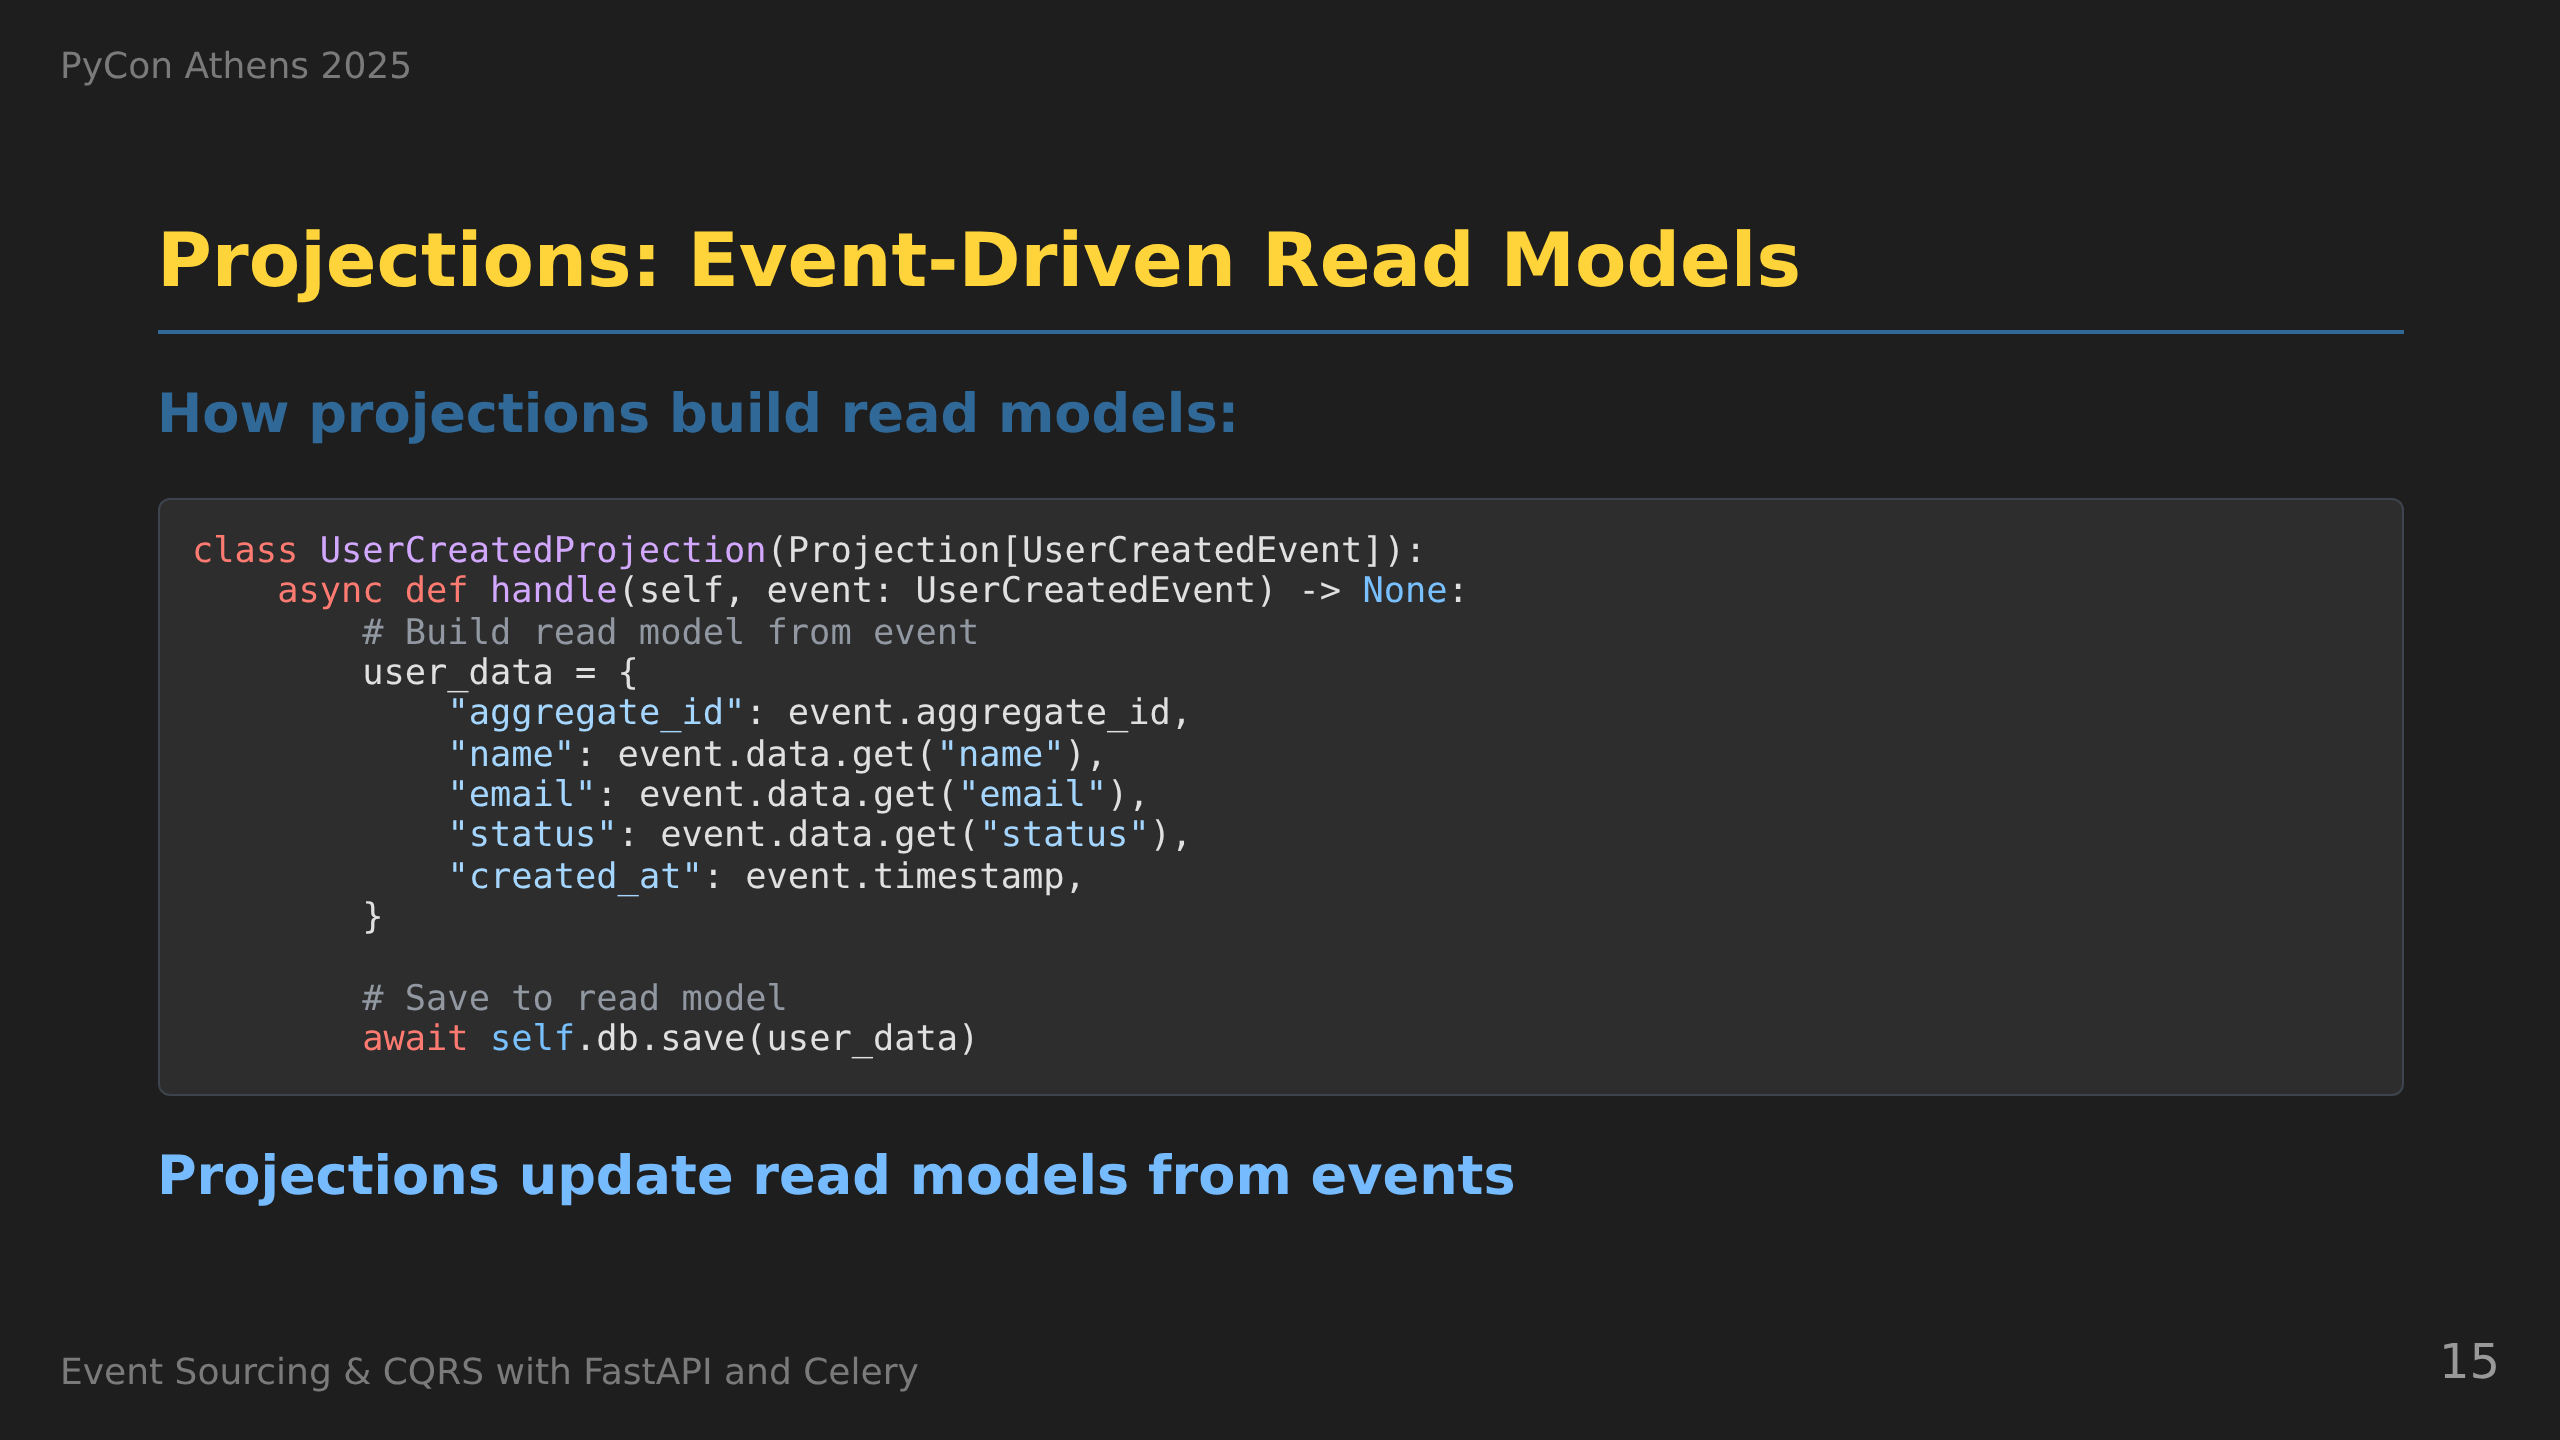 PyCon Athens 2025
Projections: Event-Driven Read Models
How projections build read models:
class UserCreatedProjection(Projection[UserCreatedEvent]):
    async def handle(self, event: UserCreatedEvent) -> None:
        # Build read model from event
        user_data = {
            "aggregate_id": event.aggregate_id,
            "name": event.data.get("name"),
            "email": event.data.get("email"),
            "status": event.data.get("status"),
            "created_at": event.timestamp,
        }

        # Save to read model
        await self.db.save(user_data)
Projections update read models from events
Event Sourcing & CQRS with FastAPI and Celery
15